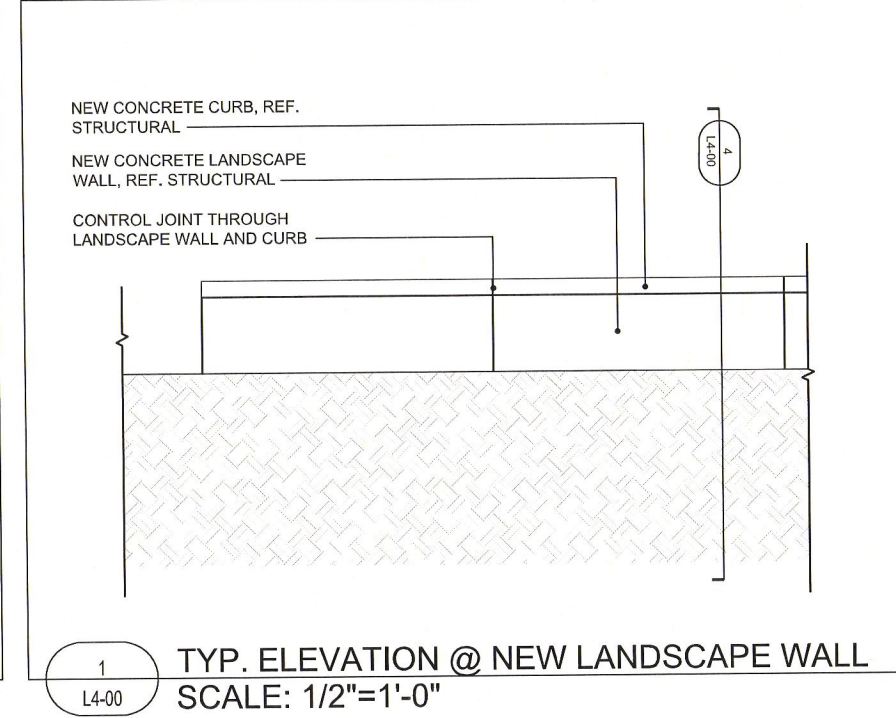 NEW CONCRETE CURB, REF.
STRUCTURAL
NEW CONCRETE LANDSCAPE
WALL, REF. STRUCTURAL
CONTROL JOINT THROUGH
LANDSCAPE WALL AND CURB
4
L4-00
1
L4-00
TYP. ELEVATION @ NEW LANDSCAPE WALL
SCALE: 1/2"=1'-0"